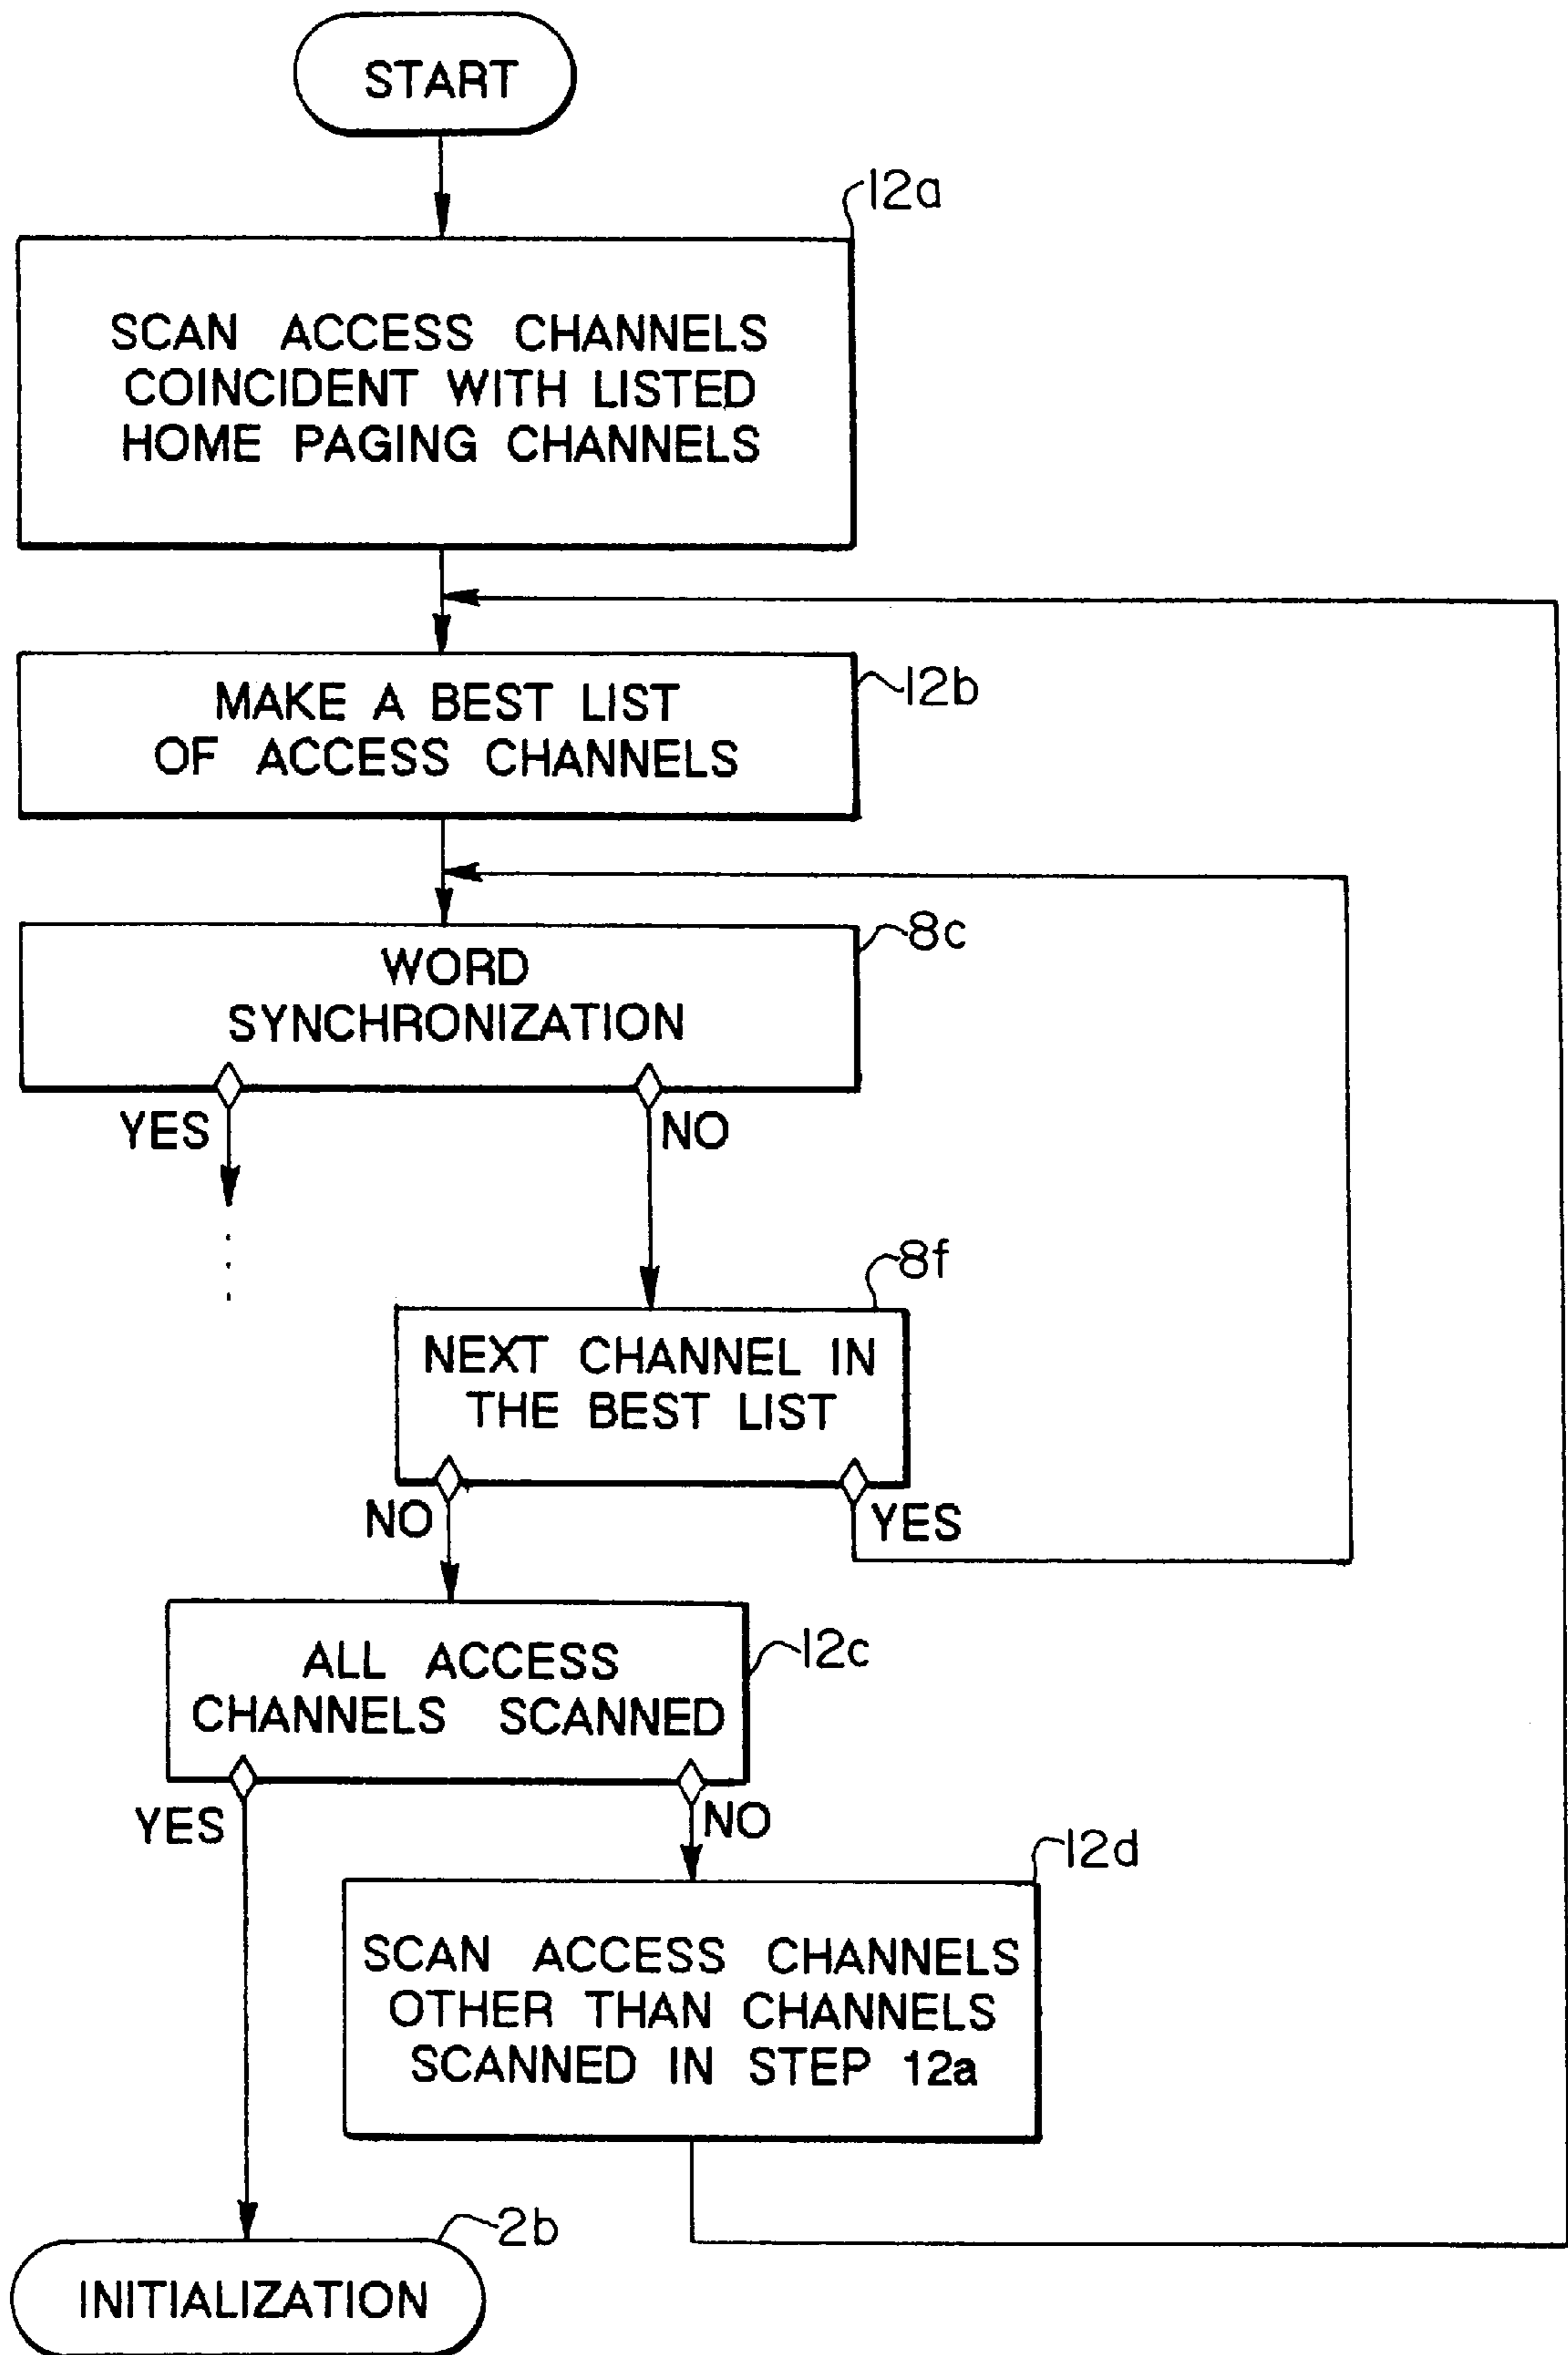 START
12a
SCAN ACCESS CHANNELS
COINCIDENT WITH LISTED
HOME PAGING CHANNELS
12b
MAKE A BEST LIST
OF ACCESS CHANNELS
8c
WORD
SYNCHRONIZATION
YES
NO
8f
NEXT CHANNEL IN
THE BEST LIST
NO
YES
12c
ALL ACCESS
CHANNELS SCANNED
YES
NO
12d
SCAN ACCESS CHANNELS
OTHER THAN CHANNELS
SCANNED IN STEP 12a
2b
INITIALIZATION